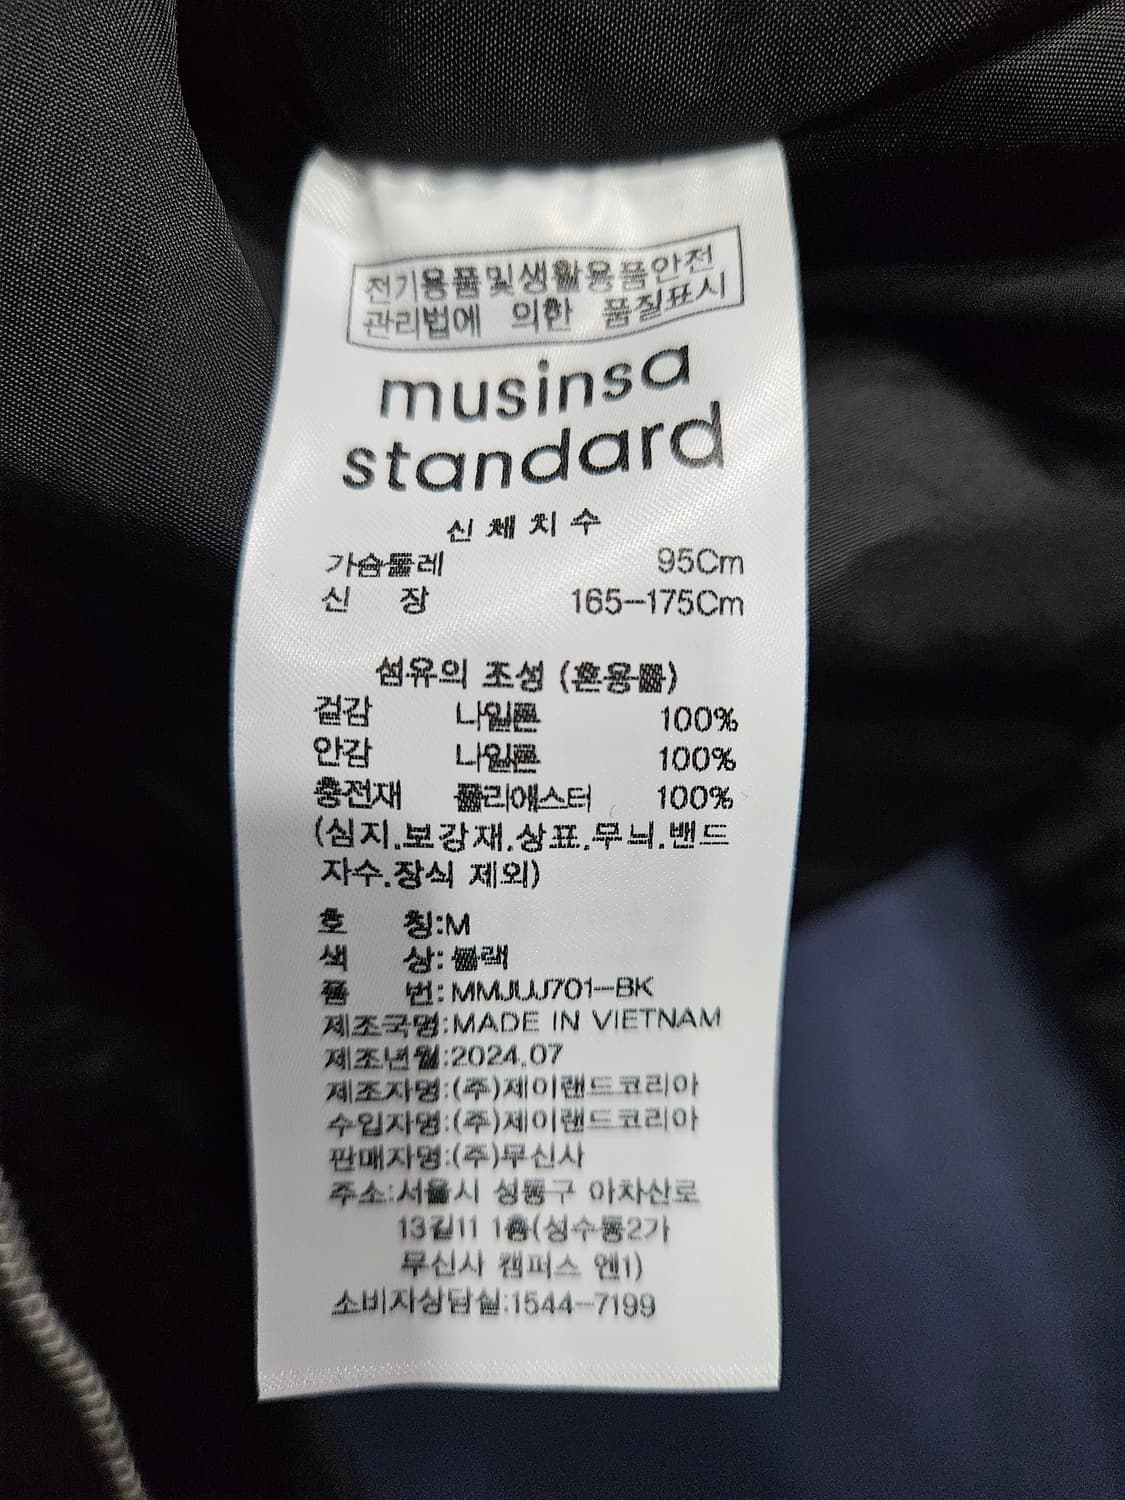 전기용품및생활용품안전
관리법에 의한 품질표시
musinsa
standard
신체치수
가슴둘레 95Cm
신 장 165-175Cm
섬유의 조성 (혼용률)
겉감 나일론 100%
안감 나일론 100%
충전재 폴리에스터 100%
(심지.보강재.상표.무늬.밴드
자수.장식 제외)
호 칭:M
색 상:블랙
품 번:MMJUJ701-BK
제조국명:MADE IN VIETNAM
제조년월:2024.07
제조자명:(주)제이랜드코리아
수입자명:(주)제이랜드코리아
판매자명:(주)무신사
주소:서울시 성동구 아차산로
13길11 1층(성수동2가
무신사 캠퍼스 엔1)
소비자상담실:1544-7199